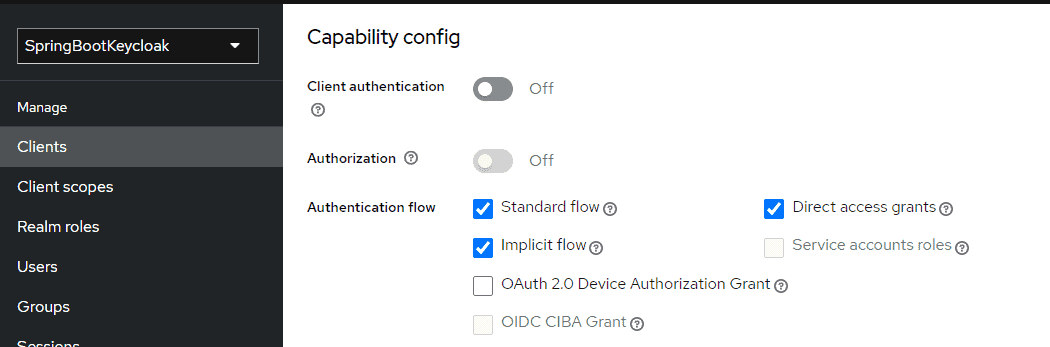 SpringBootKeycloak
Manage
Clients
Client scopes
Realm roles
Users
Groups
Sessions
Capability config
Client authentication
Off
Authorization
Off
Authentication flow
Standard flow
Direct access grants
Implicit flow
Service accounts roles
OAuth 2.0 Device Authorization Grant
OIDC CIBA Grant